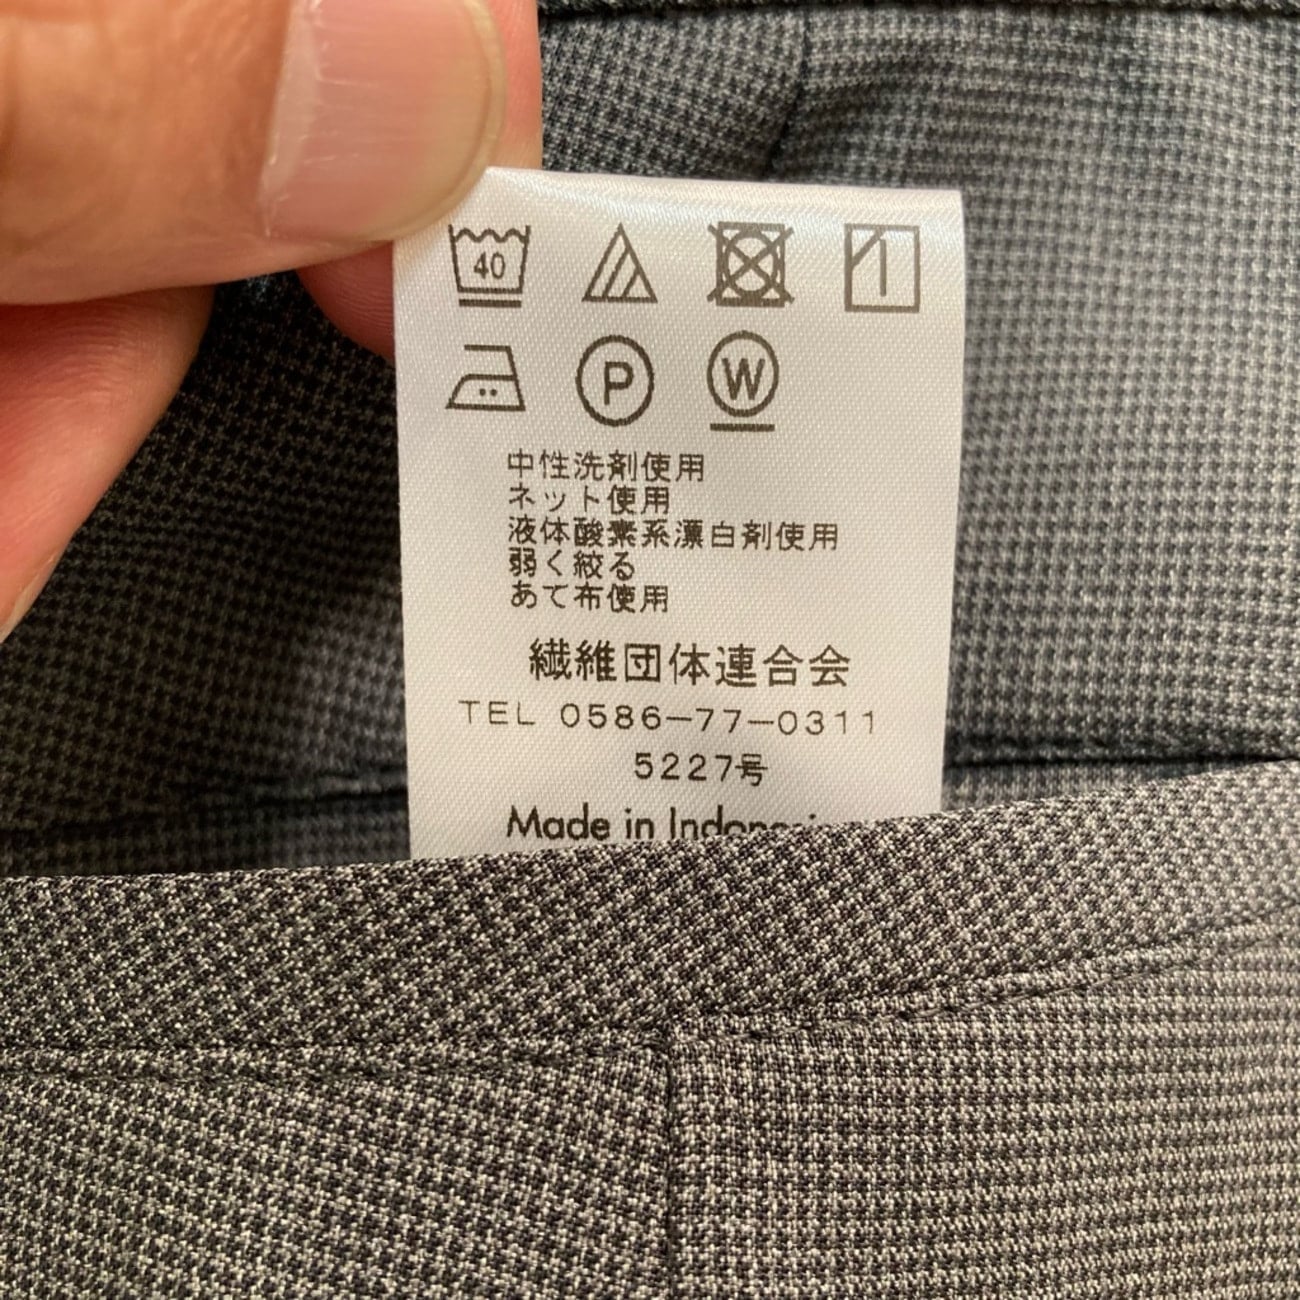 40
P W
中性洗剤使用
ネット使用
液体酸素系漂白剤使用
弱く絞る
あて布使用
繊維団体連合会
TEL 0586-77-0311
5227号
Made in